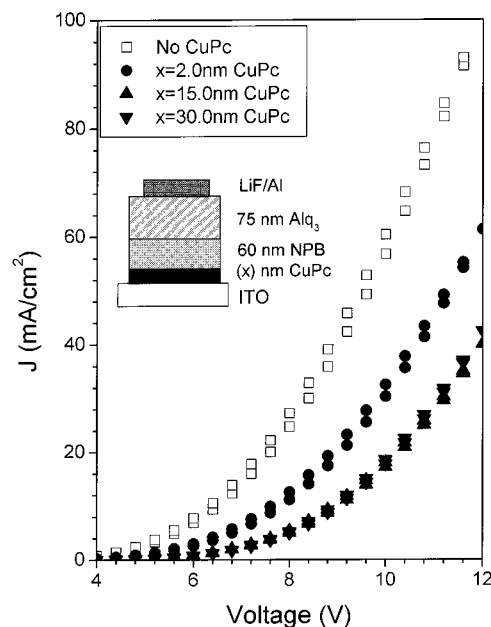 100
80
60
40
20
0
J (mA/cm²)
□ No CuPc
● x=2.0nm CuPc
▲ x=15.0nm CuPc
▼ x=30.0nm CuPc
LiF/Al
75 nm Alq₃
60 nm NPB
(x) nm CuPc
ITO
4 6 8 10 12
Voltage (V)